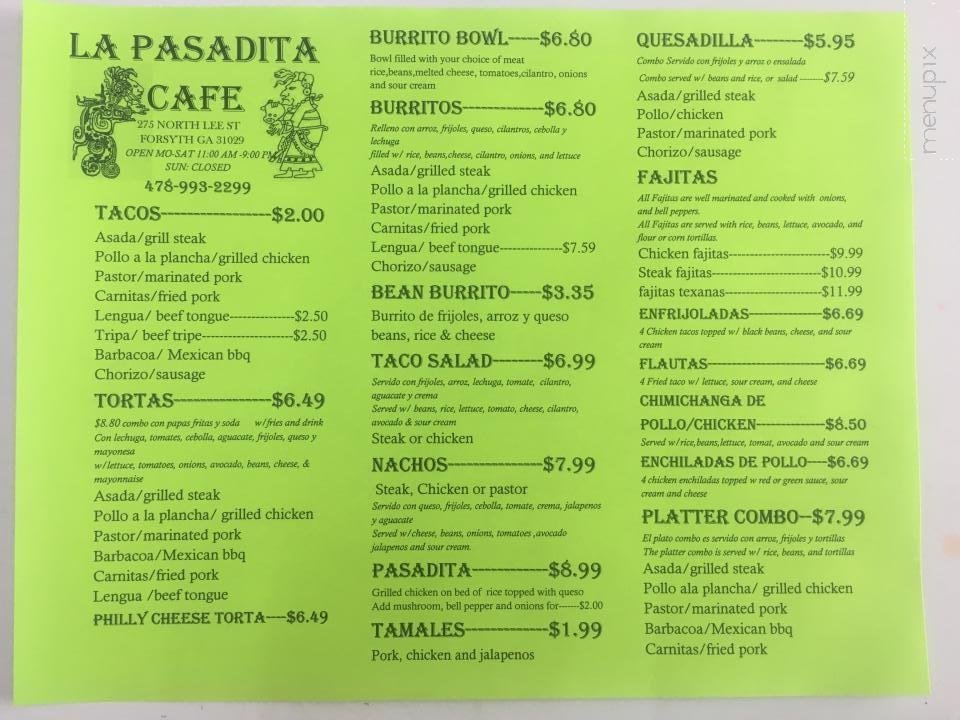 LA PASADITA
CAFE
275 NORTH LEE ST
FORSYTH GA 31029
OPEN MO-SAT 11:00 AM -9:00 PM
SUN: CLOSED
478-993-2299
TACOS------------------$2.00
Asada/grill steak
Pollo a la plancha/grilled chicken
Pastor/marinated pork
Carnitas/fried pork
Lengua/ beef tongue---------------$2.50
Tripa/ beef tripe---------------------$2.50
Barbacoa/ Mexican bbq
Chorizo/sausage
TORTAS----------------$6.49
$8.80 combo con papas fritas y soda w/fries and drink
Con lechuga, tomates, cebolla, aguacate, frijoles, queso y
mayonesa
w/lettuce, tomatoes, onions, avocado, beans, cheese, &
mayonnaise
Asada/grilled steak
Pollo a la plancha/ grilled chicken
Pastor/marinated pork
Barbacoa/Mexican bbq
Carnitas/fried pork
Lengua /beef tongue
PHILLY CHEESE TORTA---$6.49
BURRITO BOWL-----$6.80
Bowl filled with your choice of meat
rice,beans,melted cheese, tomatoes,cilantro, onions
and sour cream
BURRITOS-------------$6.80
Relleno con arroz, frijoles, queso, cilantros, cebolla y
lechuga
filled w/ rice, beans,cheese, cilantro, onions, and lettuce
Asada/grilled steak
Pollo a la plancha/grilled chicken
Pastor/marinated pork
Carnitas/fried pork
Lengua/ beef tongue--------------$7.59
Chorizo/sausage
BEAN BURRITO-----$3.35
Burrito de frijoles, arroz y queso
beans, rice & cheese
TACO SALAD--------$6.99
Servido con frijoles, arroz, lechuga, tomate, cilantro,
aguacate y crema
Served w/ beans, rice, lettuce, tomato, cheese, cilantro,
avocado & sour cream
Steak or chicken
NACHOS---------------$7.99
Steak, Chicken or pastor
Servido con queso, frijoles, cebolla, tomate, crema, jalapenos
y aguacate
Served w/cheese, beans, onions, tomatoes ,avocado
jalapenos and sour cream.
PASADITA------------$8.99
Grilled chicken on bed of rice topped with queso
Add mushroom, bell pepper and onions for------$2.00
TAMALES-------------$1.99
Pork, chicken and jalapenos
QUESADILLA--------$5.95
Combo Servido con frijoles y arroz o ensalada
Combo served w/ beans and rice, or salad -------$7.59
Asada/grilled steak
Pollo/chicken
Pastor/marinated pork
Chorizo/sausage
FAJITAS
All Fajitas are well marinated and cooked with onions,
and bell peppers.
All Fajitas are served with rice, beans, lettuce, avocado, and
flour or corn tortillas.
Chicken fajitas-----------------------$9.99
Steak fajitas-------------------------$10.99
fajitas texanas----------------------$11.99
ENFRIJOLADAS--------------$6.69
4 Chicken tacos topped w/ black beans, cheese, and sour
cream
FLAUTAS----------------------$6.69
4 Fried taco w/ lettuce, sour cream, and cheese
CHIMICHANGA DE
POLLO/CHICKEN-------------$8.50
Served w/rice,beans,lettuce, tomat, avocado and sour cream
ENCHILADAS DE POLLO----$6.69
4 chicken enchiladas topped w red or green sauce, sour
cream and cheese
PLATTER COMBO--$7.99
El plato combo es servido con arroz, frijoles y tortillas
The platter combo is served w/ rice, beans, and tortillas
Asada/grilled steak
Pollo ala plancha/ grilled chicken
Pastor/marinated pork
Barbacoa/Mexican bbq
Carnitas/fried pork
menupix